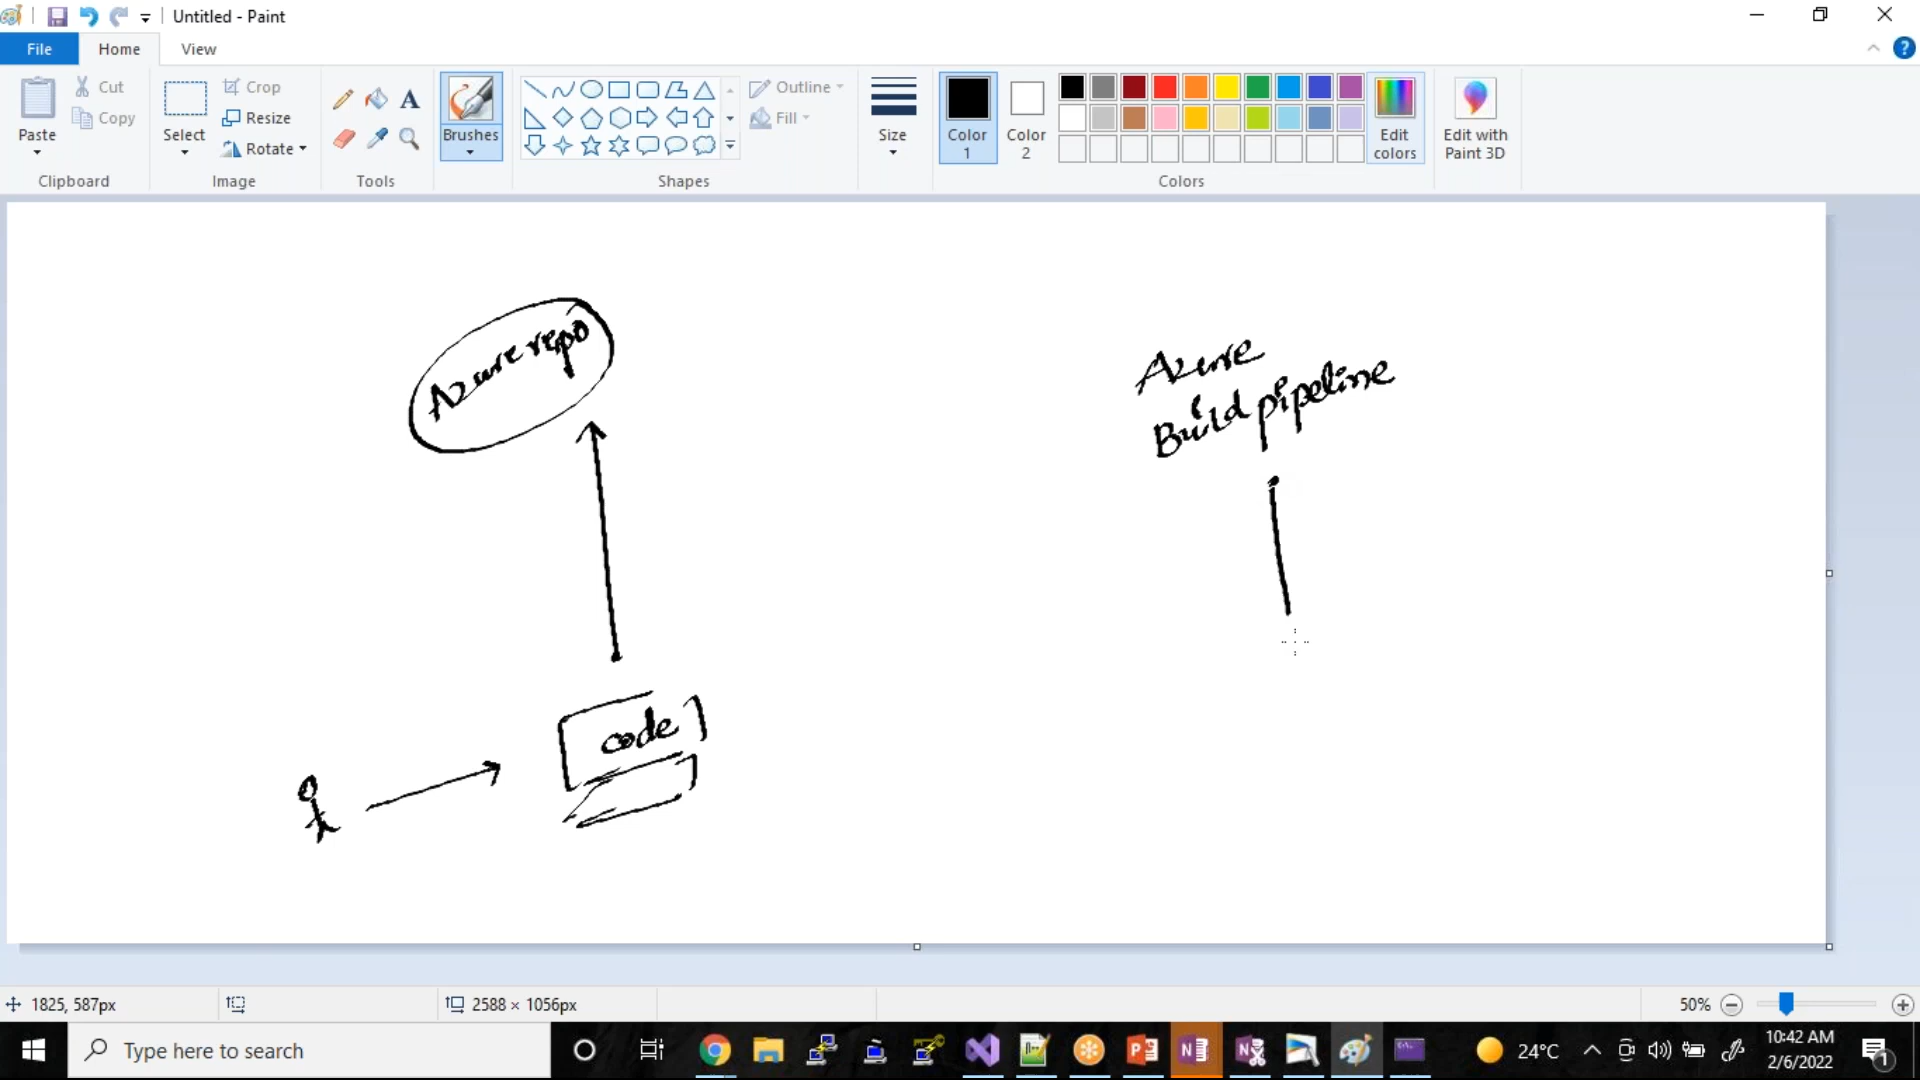 Untitled - Paint
File Home View
Paste
Cut
Copy
Clipboard
Select
Crop
Resize
Rotate
Image
Tools
Brushes
Shapes
Outline
Fill
Size
Color 1
Color 2
Edit colors
Edit with Paint 3D
Colors
Azure repo
Azure
Build pipeline
code
1825, 587px
2588 × 1056px
50%
Type here to search
24°C
10:42 AM
2/6/2022